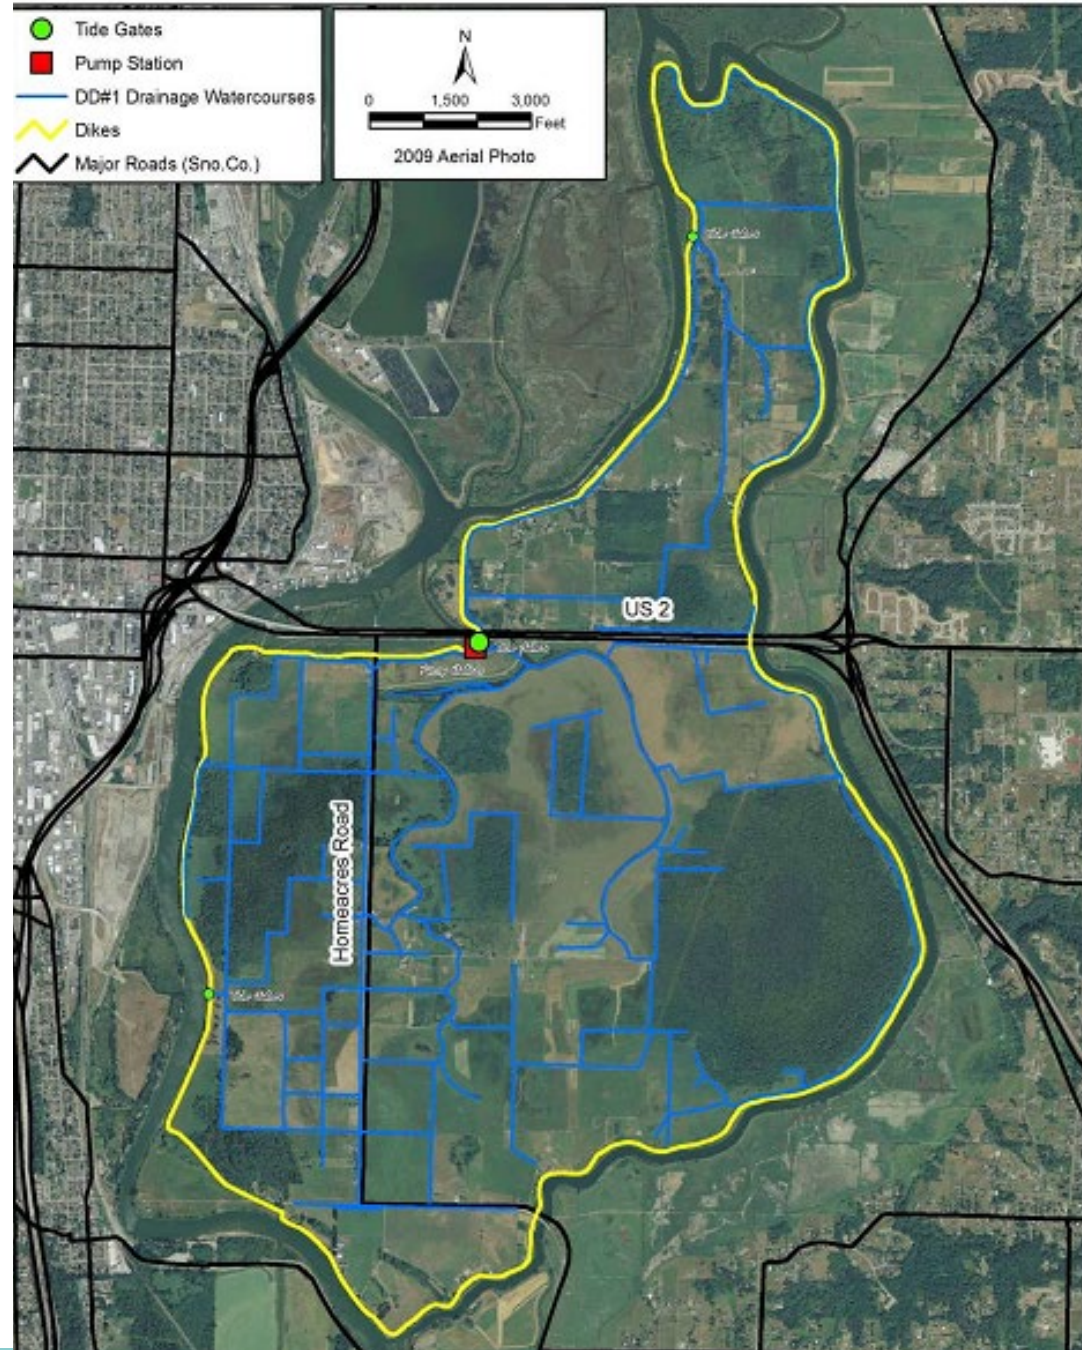 Tide Gates
Pump Station
DD#1 Drainage Watercourses
Dikes
Major Roads (Sno.Co.)
N
0 1,500 3,000
Feet
2009 Aerial Photo
US 2
Homeacres Road